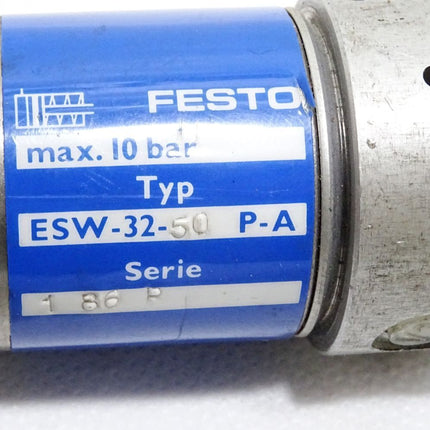 FESTO
max. 10 bar
Typ
ESW-32-50 P-A
Serie
1 86 R